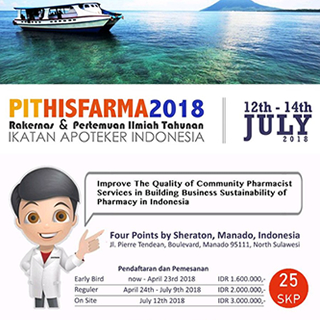 PITHISFARMA2018
Rakernas & Pertemuan Ilmiah Tahunan
IKATAN APOTEKER INDONESIA
12th - 14th
JULY
2018
Improve The Quality of Community Pharmacist
Services in Building Business Sustainability of
Pharmacy in Indonesia
Four Points by Sheraton, Manado, Indonesia
Jl. Pierre Tendean, Boulevard, Manado 95111, North Sulawesi
Pendaftaran dan Pemesanan
Early Bird now - April 23rd 2018 IDR 1.600.000,-
Reguler April 24th - July 9th 2018 IDR 2.000.000,-
On Site July 12th 2018 IDR 3.000.000,-
25
SKP